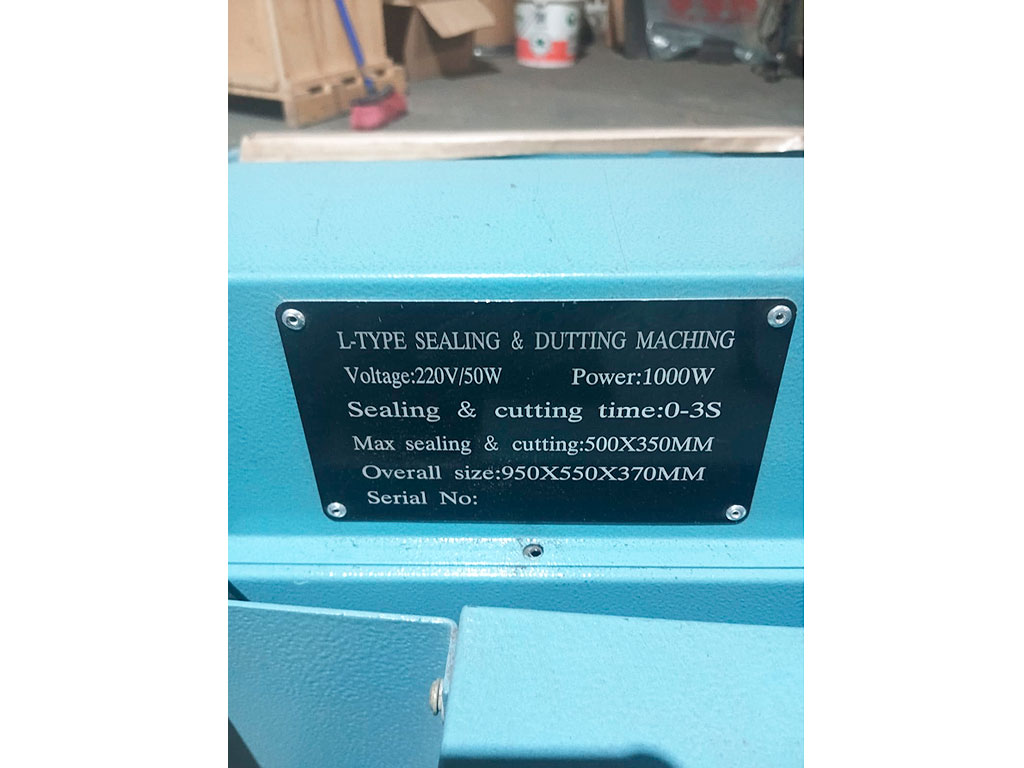 L-TYPE SEALING & DUTTING MACHING
Voltage:220V/50W Power:1000W
Sealing & cutting time:0-3S
Max sealing & cutting:500X350MM
Overall size:950X550X370MM
Serial No: